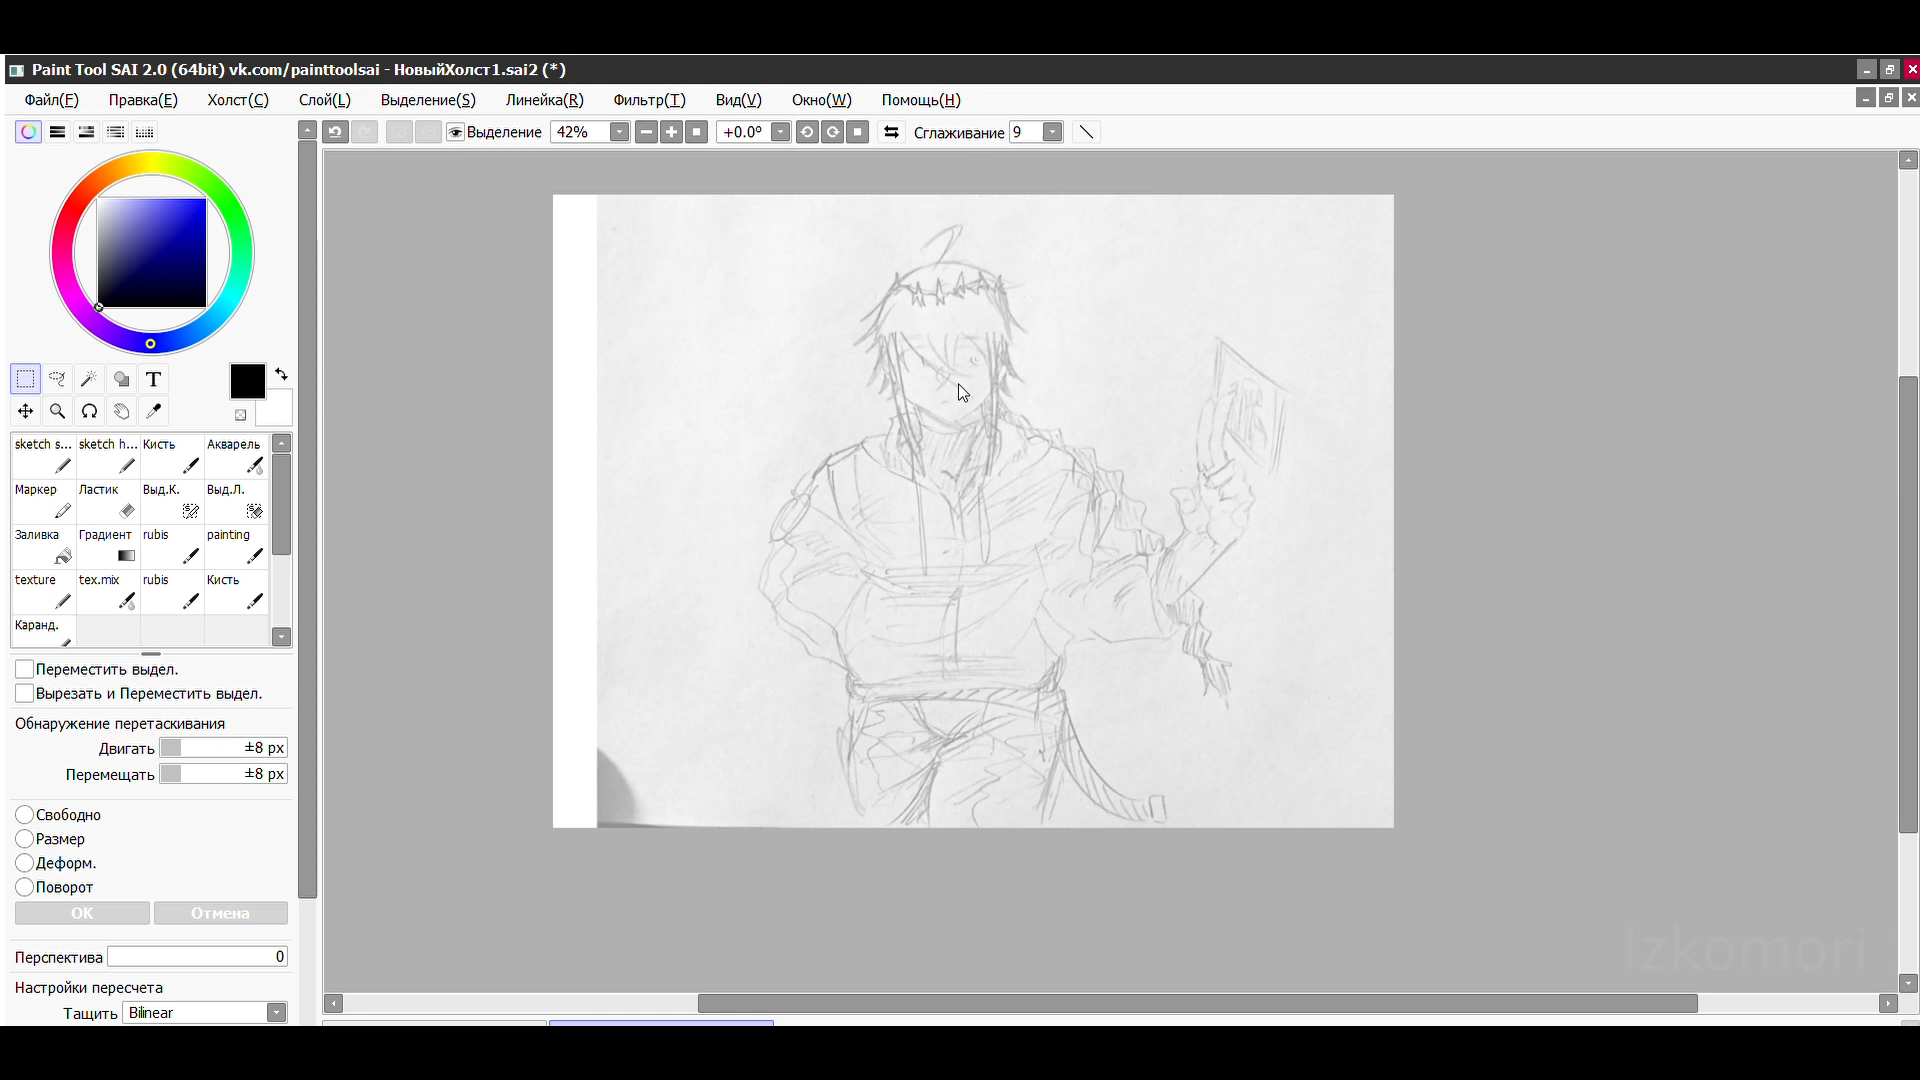 Paint Tool SAI 2.0 (64bit) vk.com/painttoolsai - НовыйХолст1.sai2 (*)
Файл(F) Правка(E) Холст(C) Слой(L) Выделение(S) Линейка(R) Фильтр(T) Вид(V) Окно(W) Помощь(H)
Выделение 42% +0.0º Сглаживание 9
T
sketch s... sketch h... Кисть Акварель
Маркер Ластик Выд.К. Выд.Л.
Заливка Градиент rubis painting
texture tex.mix rubis Кисть
Каранд.
Переместить выдел.
Вырезать и Переместить выдел.
Обнаружение перетаскивания
Двигать ±8 px
Перемещать ±8 px
Свободно
Размер
Деформ.
Поворот
OK Отмена
Перспектива 0
Настройки пересчета
Тащить Bilinear
Izkomori